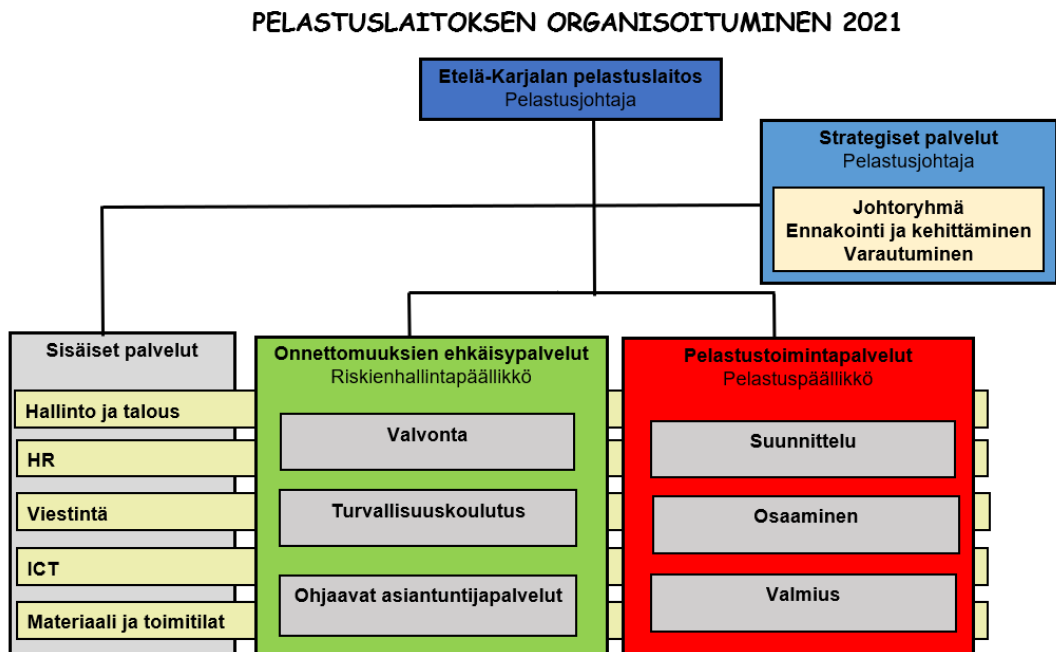 PELASTUSLAITOKSEN ORGANISOITUMINEN 2021
Etelä-Karjalan pelastuslaitos
Pelastusjohtaja
Strategiset palvelut
Pelastusjohtaja
Johtoryhmä
Ennakointi ja kehittäminen
Varautuminen
Sisäiset palvelut
Hallinto ja talous
HR
Viestintä
ICT
Materiaali ja toimitilat
Onnettomuuksien ehkäisypalvelut
Riskienhallintapäällikkö
Valvonta
Turvallisuuskoulutus
Ohjaavat asiantuntijapalvelut
Pelastustoimintapalvelut
Pelastuspäällikkö
Suunnittelu
Osaaminen
Valmius